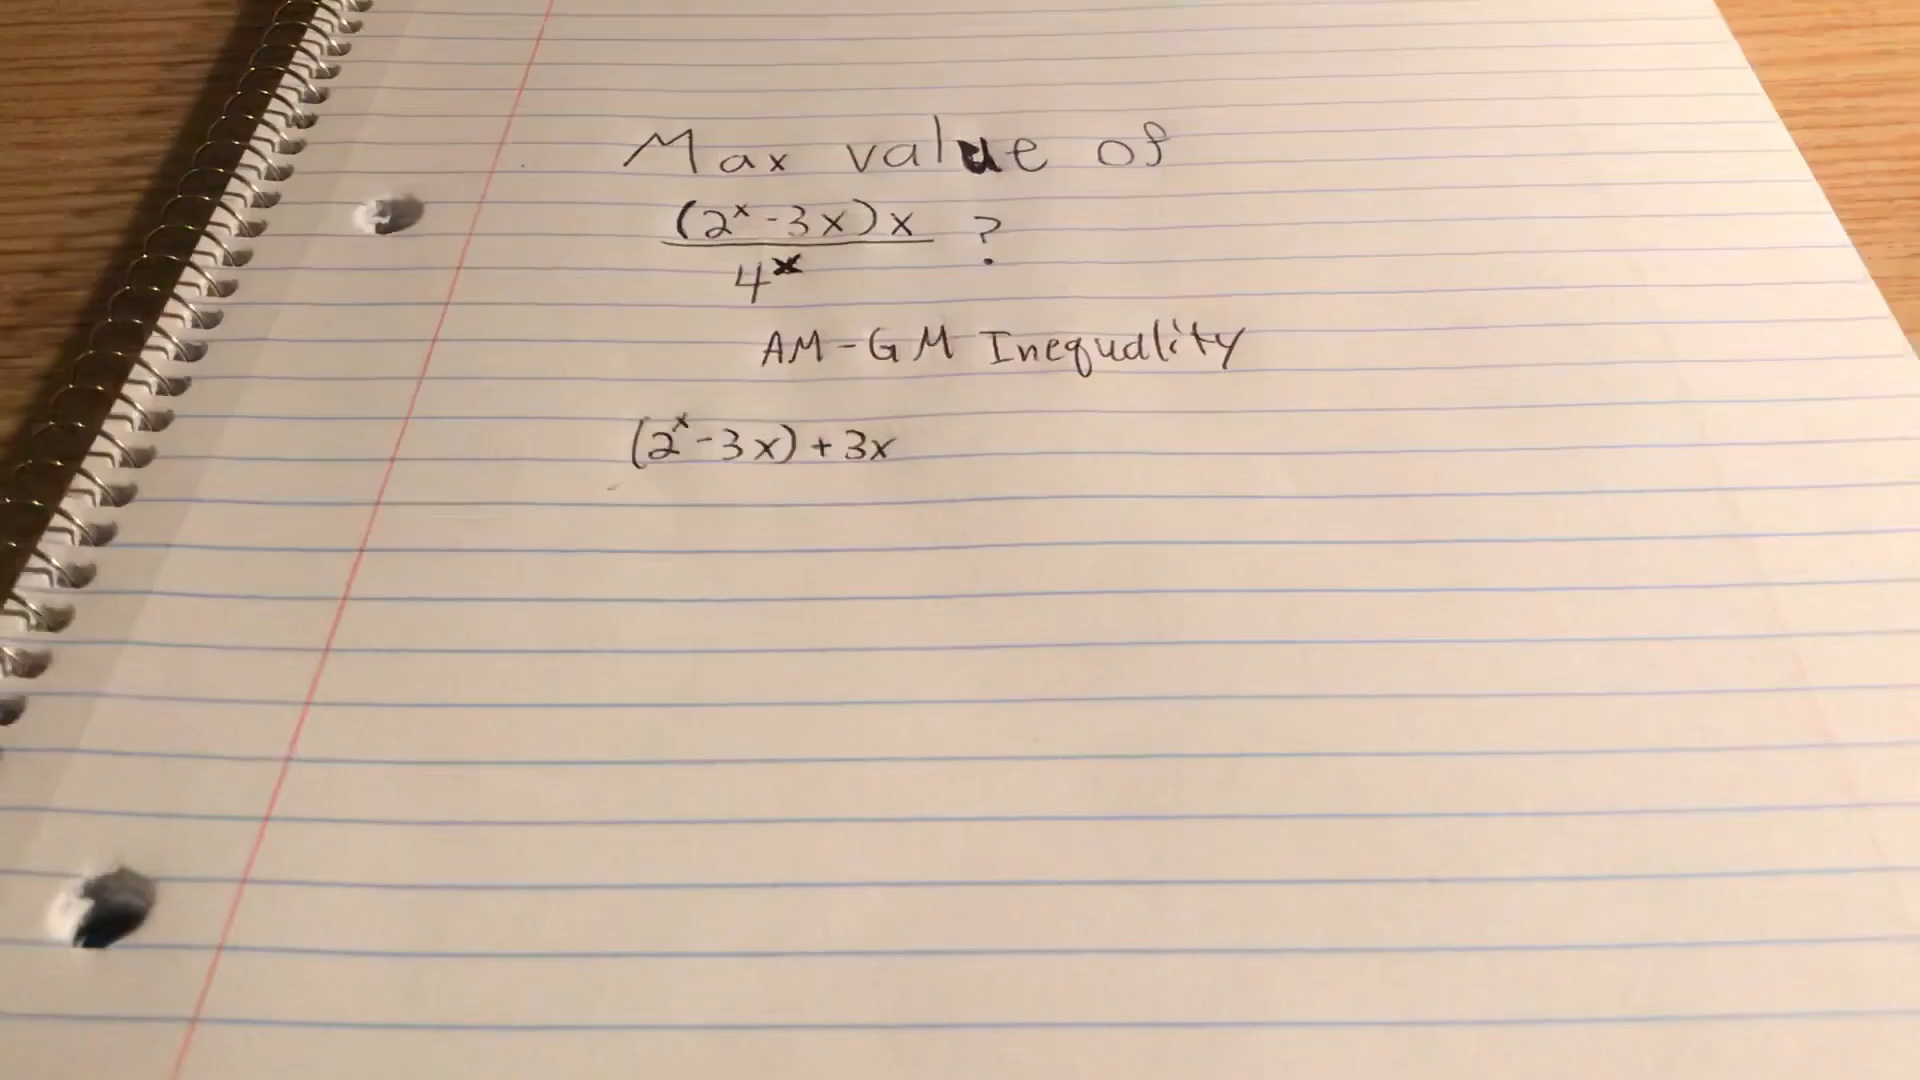 Max value of
(2^x - 3x)x
4^x
?
AM-GM Inequality
(2^x - 3x) + 3x